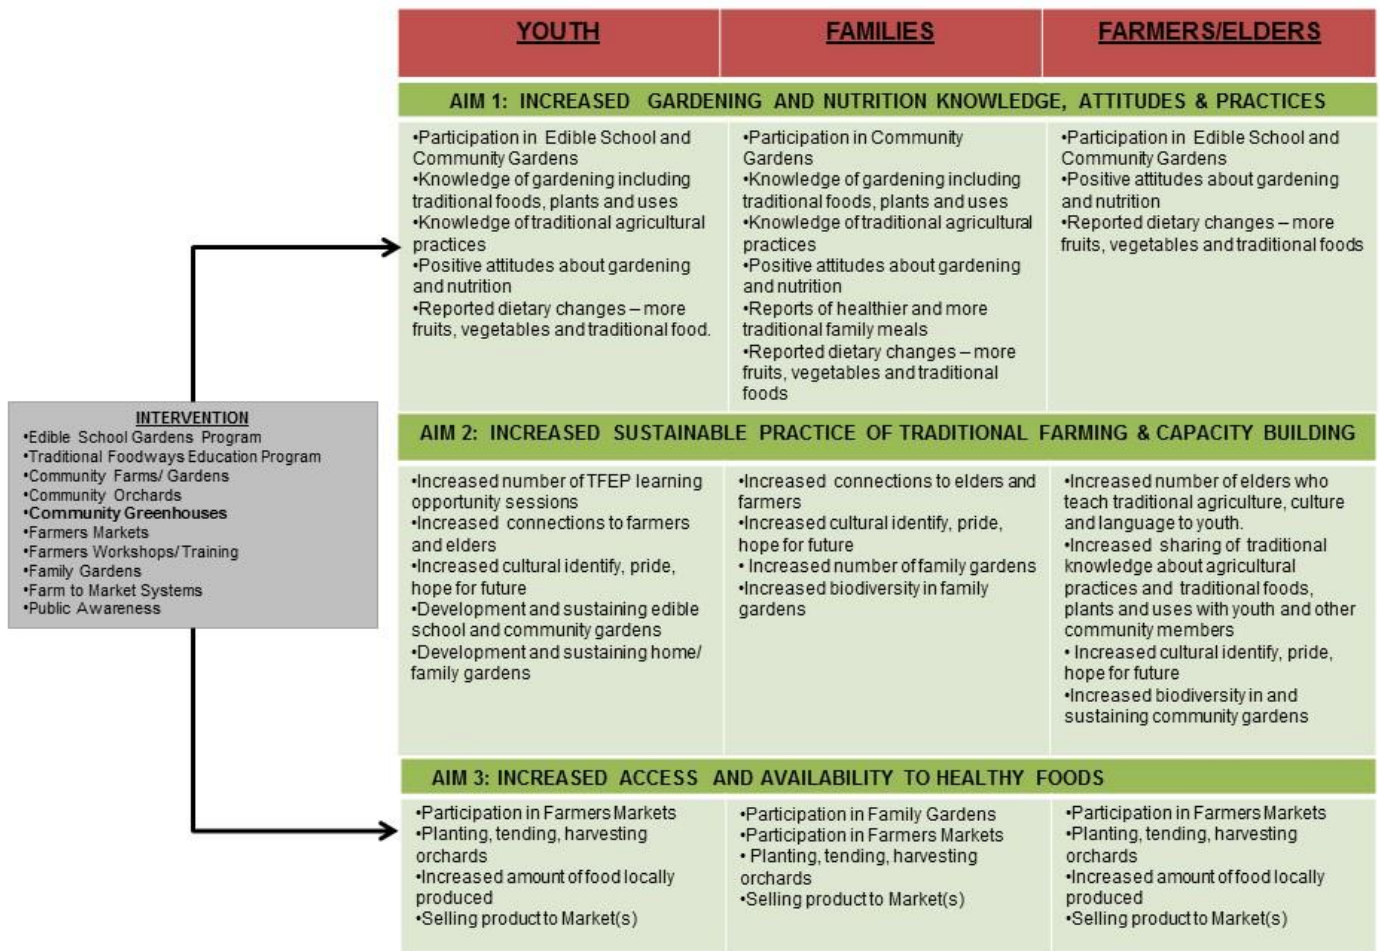 YOUTH
FAMILIES
FARMERS/ELDERS
AIM 1: INCREASED GARDENING AND NUTRITION KNOWLEDGE, ATTITUDES & PRACTICES
•Participation in Edible School and
Community Gardens
•Knowledge of gardening including
traditional foods, plants and uses
•Knowledge of traditional agricultural
practices
•Positive attitudes about gardening
and nutrition
•Reported dietary changes – more
fruits, vegetables and traditional food.
•Participation in Community
Gardens
•Knowledge of gardening including
traditional foods, plants and uses
•Knowledge of traditional agricultural
practices
•Positive attitudes about gardening
and nutrition
•Reports of healthier and more
traditional family meals
•Reported dietary changes – more
fruits, vegetables and traditional
foods
•Participation in Edible School and
Community Gardens
•Positive attitudes about gardening
and nutrition
•Reported dietary changes – more
fruits, vegetables and traditional foods
INTERVENTION
•Edible School Gardens Program
•Traditional Foodways Education Program
•Community Farms/ Gardens
•Community Orchards
•Community Greenhouses
•Farmers Markets
•Farmers Workshops/ Training
•Family Gardens
•Farm to Market Systems
•Public Awareness
AIM 2: INCREASED SUSTAINABLE PRACTICE OF TRADITIONAL FARMING & CAPACITY BUILDING
•Increased number of TFEP learning
opportunity sessions
•Increased connections to farmers
and elders
•Increased cultural identify, pride,
hope for future
•Development and sustaining edible
school and community gardens
•Development and sustaining home/
family gardens
•Increased connections to elders and
farmers
•Increased cultural identify, pride,
hope for future
• Increased number of family gardens
•Increased biodiversity in family
gardens
•Increased number of elders who
teach traditional agriculture, culture
and language to youth.
•Increased sharing of traditional
knowledge about agricultural
practices and traditional foods,
plants and uses with youth and other
community members
• Increased cultural identify, pride,
hope for future
•Increased biodiversity in and
sustaining community gardens
AIM 3: INCREASED ACCESS AND AVAILABILITY TO HEALTHY FOODS
•Participation in Farmers Markets
•Planting, tending, harvesting
orchards
•Increased amount of food locally
produced
•Selling product to Market(s)
•Participation in Family Gardens
•Participation in Farmers Markets
• Planting, tending, harvesting
orchards
•Selling product to Market(s)
•Participation in Farmers Markets
•Planting, tending, harvesting
orchards
•Increased amount of food locally
produced
•Selling product to Market(s)